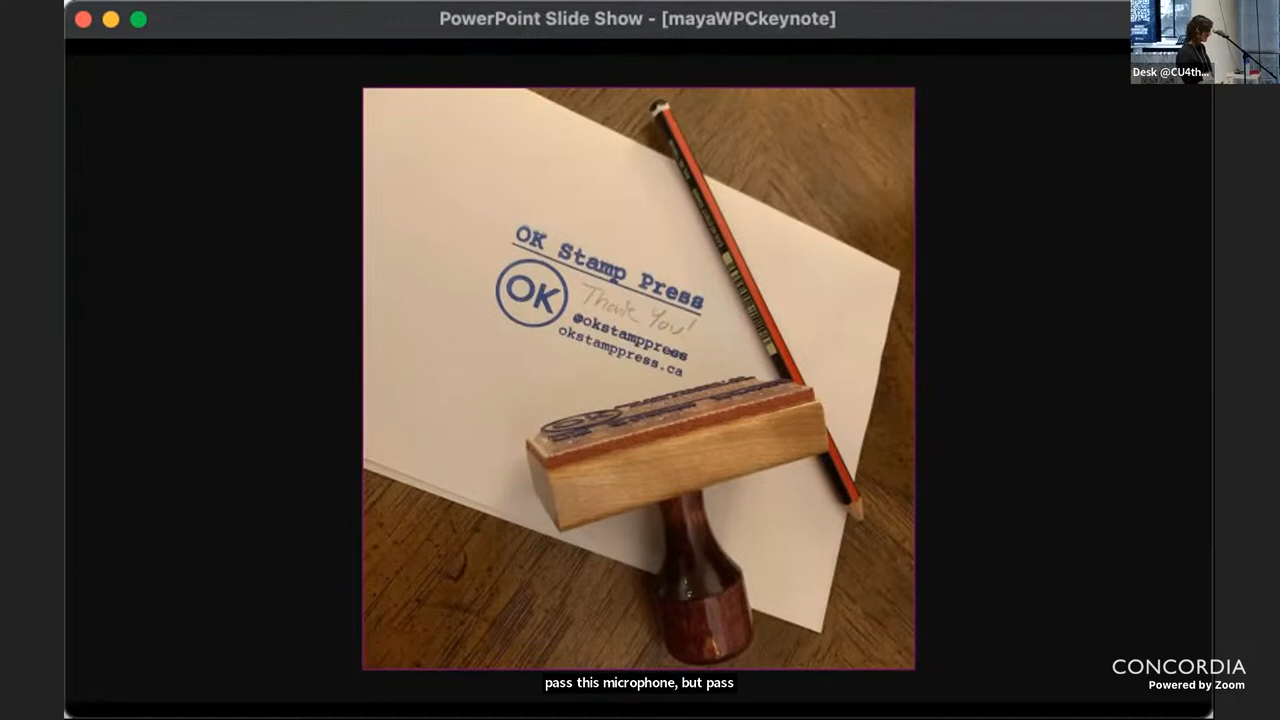 PowerPoint Slide Show - [mayaWPCkeynote]
Desk @CU4th...
OK Stamp Press
OK
Thank You!
@okstamppress
okstamppress.ca
pass this microphone, but pass
CONCORDIA
Powered by Zoom